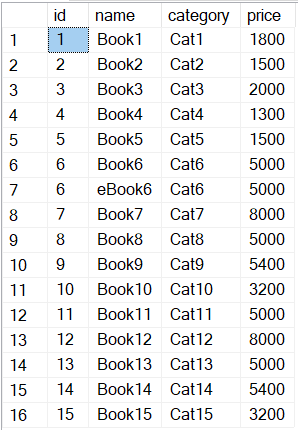 id name category price
1 1 Book1 Cat1 1800
2 2 Book2 Cat2 1500
3 3 Book3 Cat3 2000
4 4 Book4 Cat4 1300
5 5 Book5 Cat5 1500
6 6 Book6 Cat6 5000
7 6 eBook6 Cat6 5000
8 7 Book7 Cat7 8000
9 8 Book8 Cat8 5000
10 9 Book9 Cat9 5400
11 10 Book10 Cat10 3200
12 11 Book11 Cat11 5000
13 12 Book12 Cat12 8000
14 13 Book13 Cat13 5000
15 14 Book14 Cat14 5400
16 15 Book15 Cat15 3200